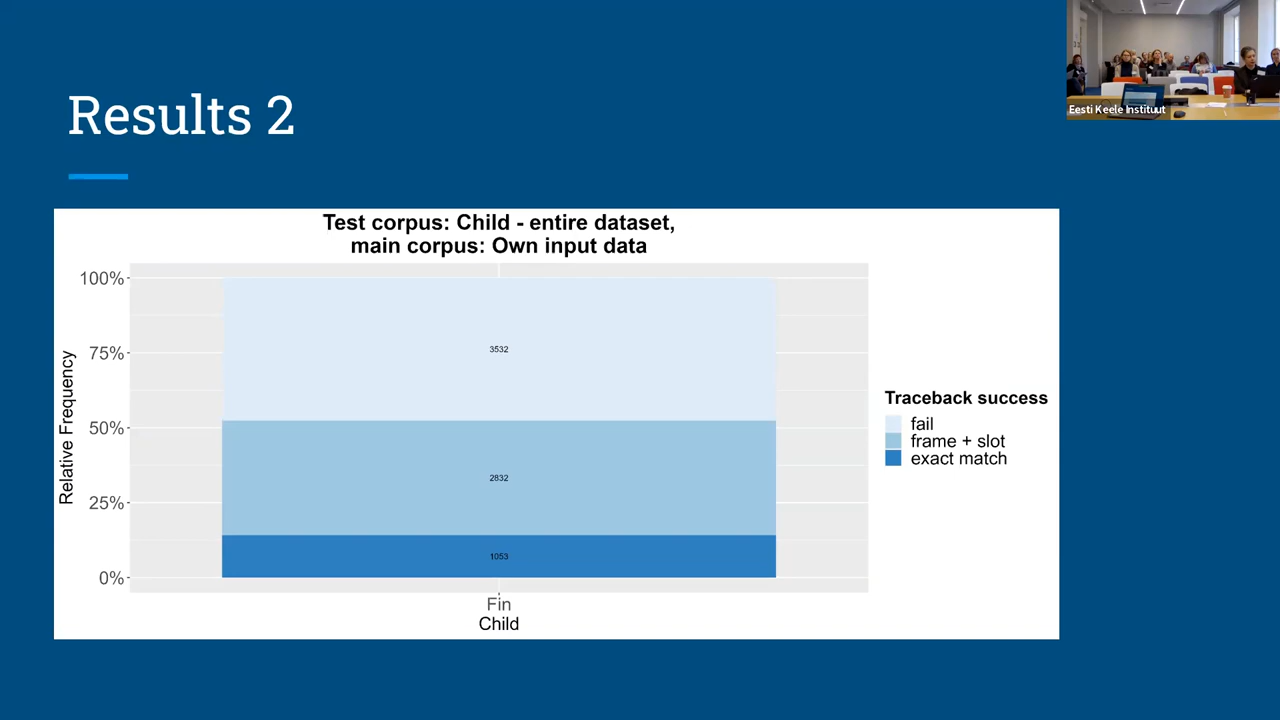 Eesti Keele Instituut
Results 2
Test corpus: Child - entire dataset,
main corpus: Own input data
Relative Frequency
100%
75%
50%
25%
0%
3532
2832
1053
Fin
Child
Traceback success
fail
frame + slot
exact match